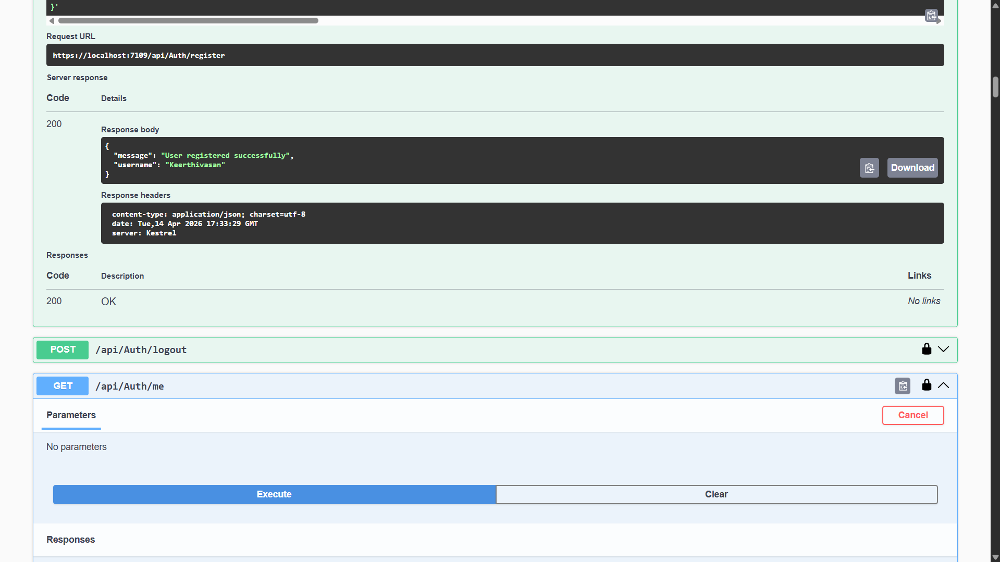 }'
Request URL
https://localhost:7109/api/Auth/register
Server response
Code Details
200
Response body
{
"message": "User registered successfully",
"username": "Keerthivasan"
}
Download
Response headers
content-type: application/json; charset=utf-8
date: Tue,14 Apr 2026 17:33:29 GMT
server: Kestrel
Responses
Code Description Links
200 OK No links
POST /api/Auth/logout
GET /api/Auth/me
Parameters Cancel
No parameters
Execute Clear
Responses